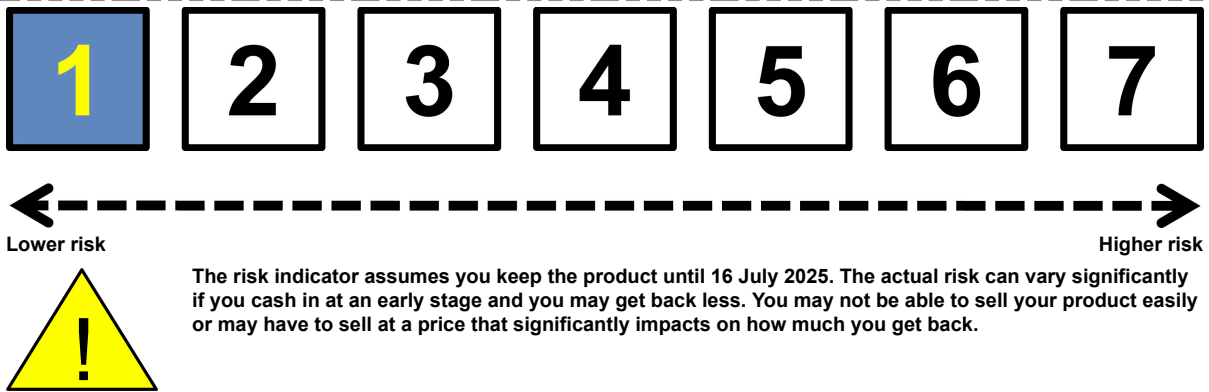 1 2 3 4 5 6 7
Lower risk Higher risk
!
The risk indicator assumes you keep the product until 16 July 2025. The actual risk can vary significantly
if you cash in at an early stage and you may get back less. You may not be able to sell your product easily
or may have to sell at a price that significantly impacts on how much you get back.